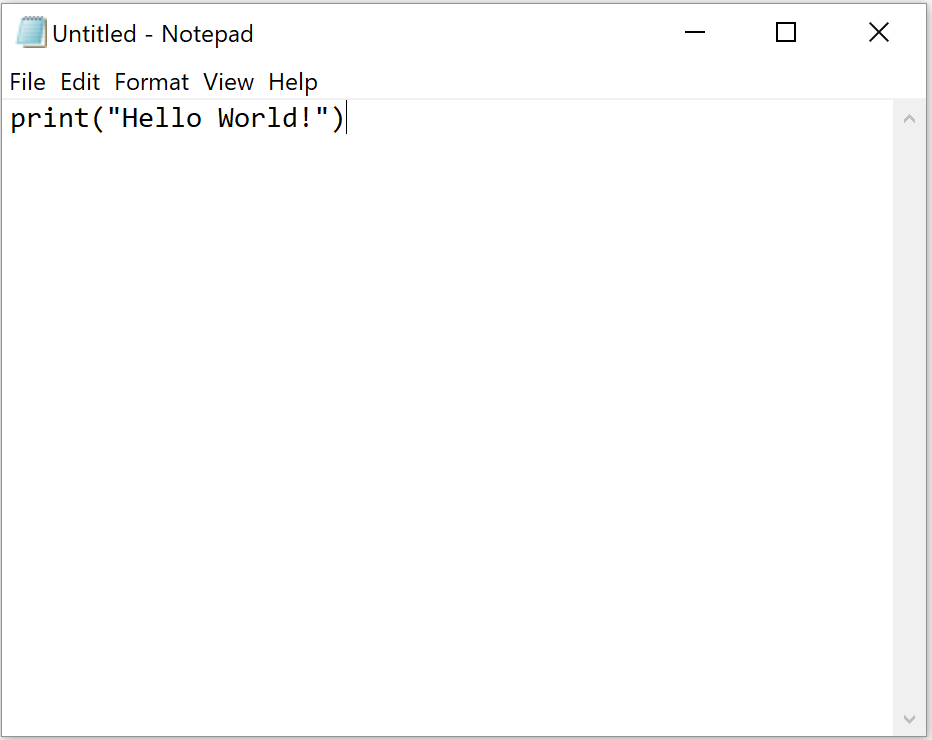 Untitled - Notepad
File Edit Format View Help
print("Hello World!")